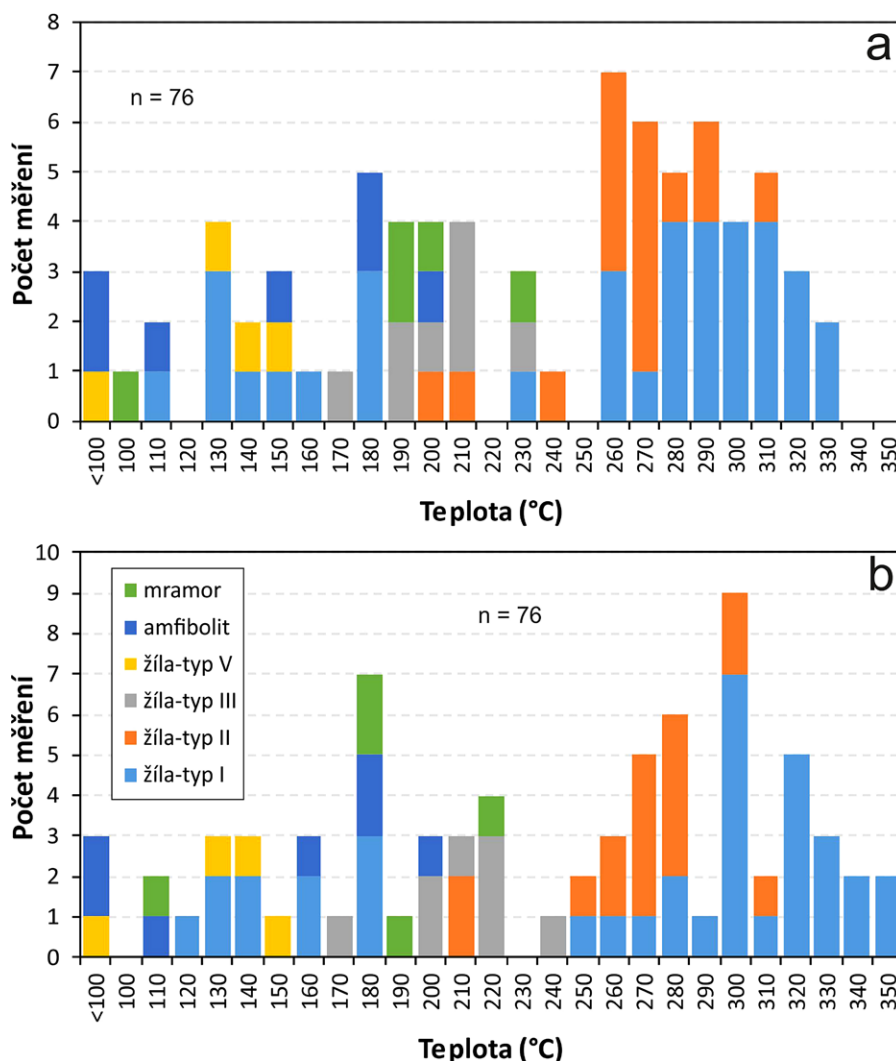 a
n = 76
Počet měření
8
7
6
5
4
3
2
1
0
<100 100 110 120 130 140 150 160 170 180 190 200 210 220 230 240 250 260 270 280 290 300 310 320 330 340 350
Teplota (°C)
b
n = 76
Počet měření
10
9
8
7
6
5
4
3
2
1
0
mramor
amfibolit
žíla-typ V
žíla-typ III
žíla-typ II
žíla-typ I
<100 100 110 120 130 140 150 160 170 180 190 200 210 220 230 240 250 260 270 280 290 300 310 320 330 340 350
Teplota (°C)